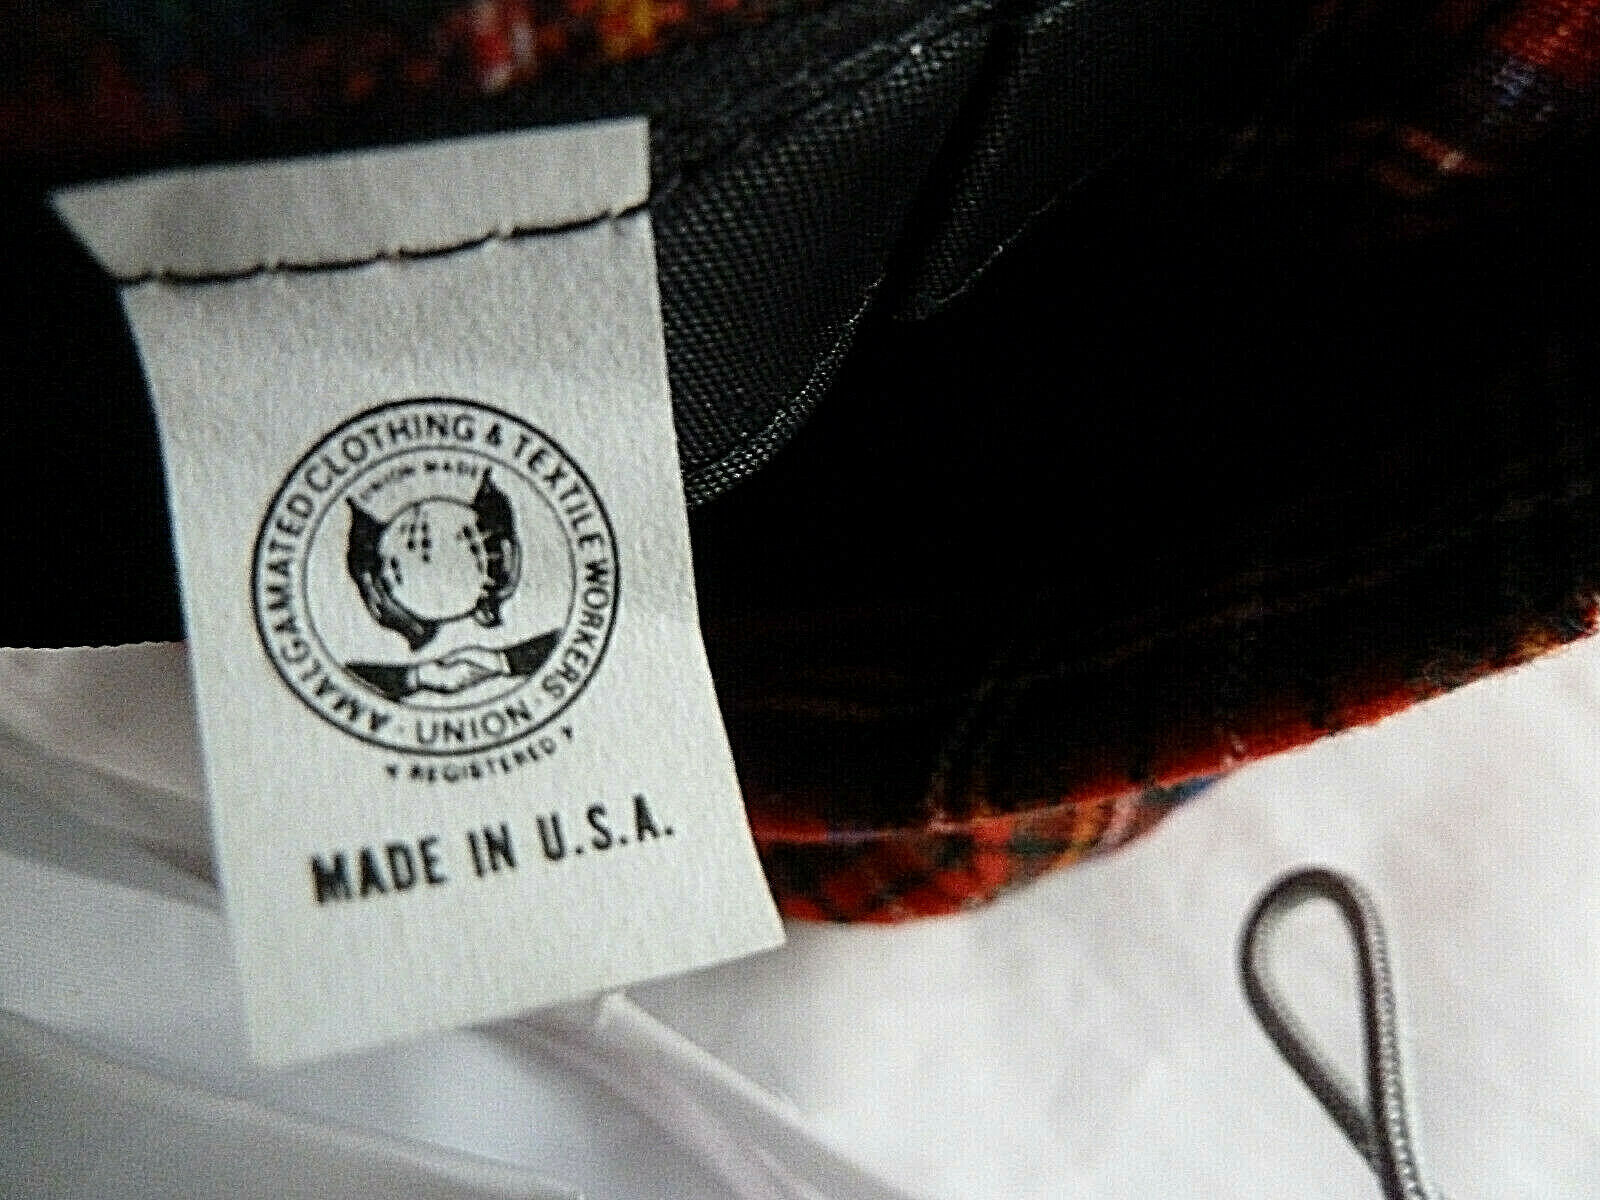 AMALGAMATED CLOTHING & TEXTILE WORKERS · UNION ·
UNION MADE
REGISTERED
MADE IN U.S.A.